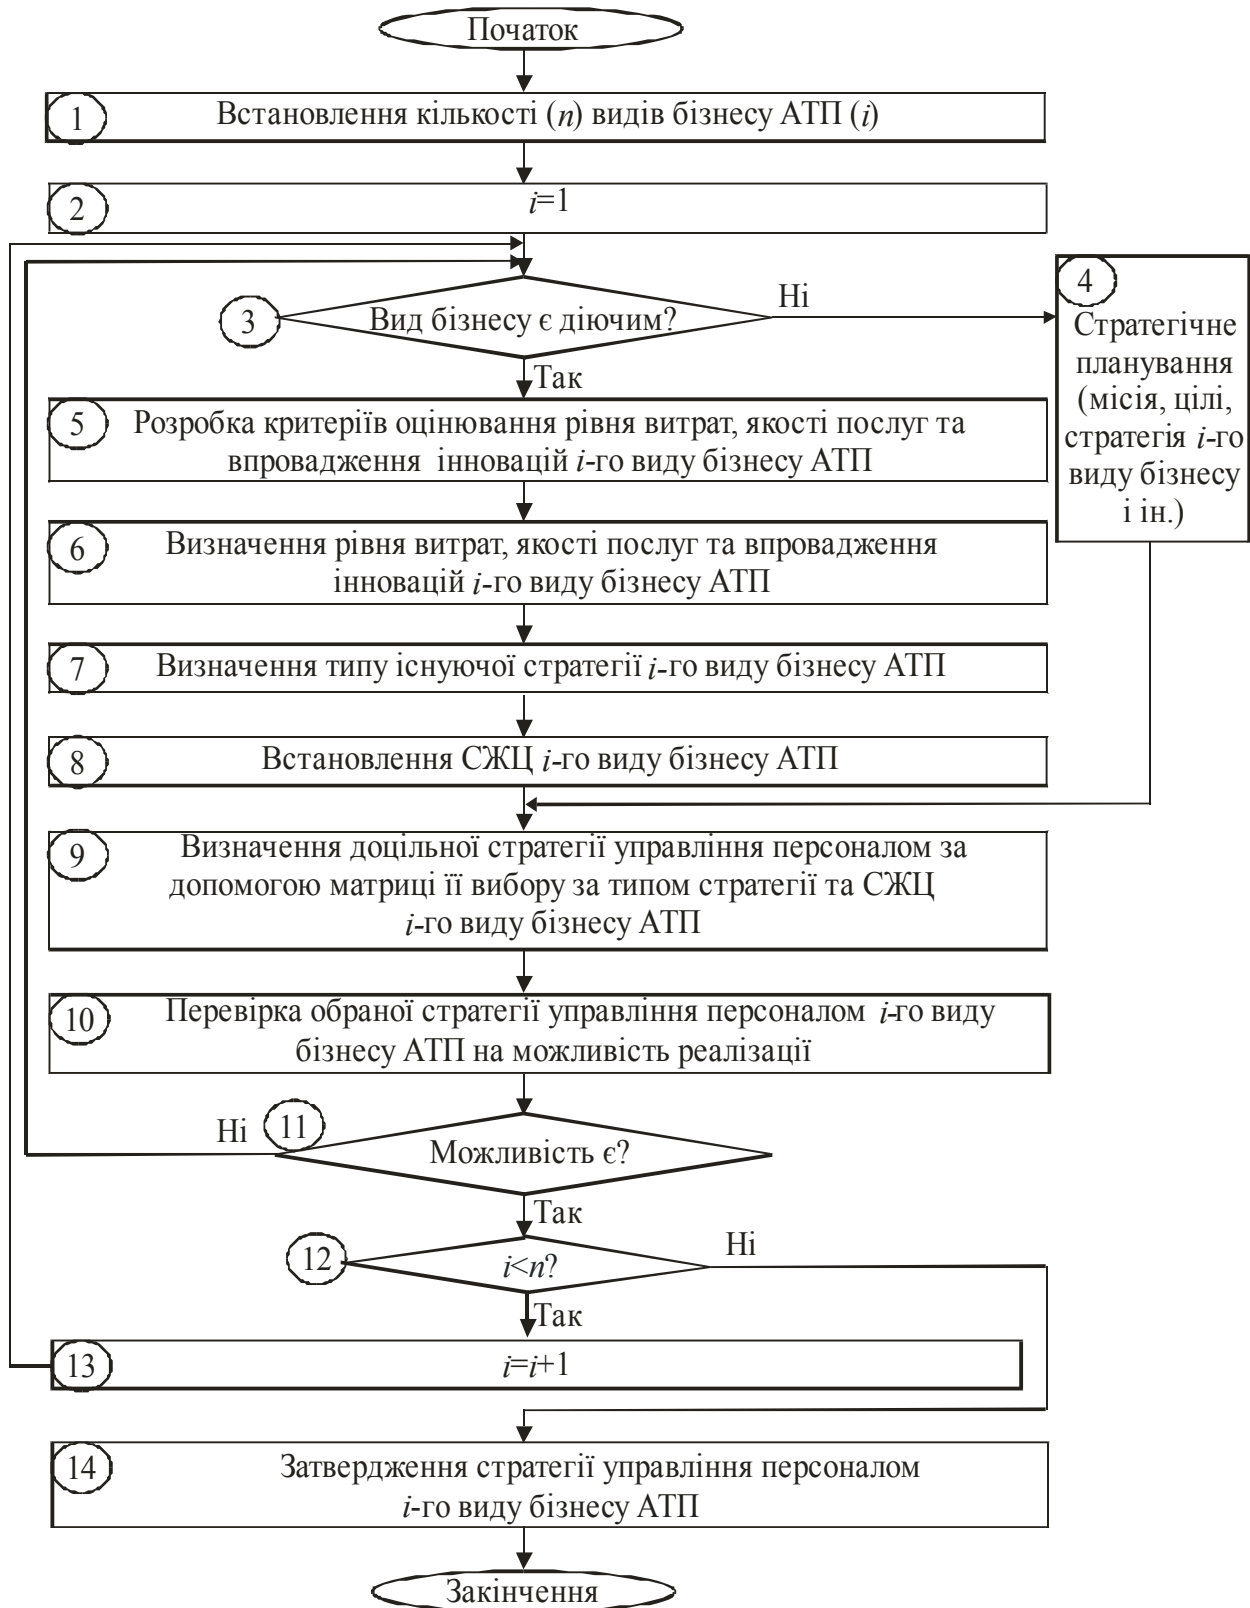 Початок
1
Встановлення кількості (n) видів бізнесу АТП (i)
2
i=1
3
Вид бізнесу є діючим?
Ні
Так
4
Стратегічне
планування
(місія, цілі,
стратегія i-го
виду бізнесу
і ін.)
5
Розробка критеріїв оцінювання рівня витрат, якості послуг та
впровадження інновацій i-го виду бізнесу АТП
6
Визначення рівня витрат, якості послуг та впровадження
інновацій i-го виду бізнесу АТП
7
Визначення типу існуючої стратегії i-го виду бізнесу АТП
8
Встановлення СЖЦ i-го виду бізнесу АТП
9
Визначення доцільної стратегії управління персоналом за
допомогою матриці її вибору за типом стратегії та СЖЦ
i-го виду бізнесу АТП
10
Перевірка обраної стратегії управління персоналом i-го виду
бізнесу АТП на можливість реалізації
Ні
11
Можливість є?
Так
12
i<n?
Ні
Так
13
i=i+1
14
Затвердження стратегії управління персоналом
i-го виду бізнесу АТП
Закінчення